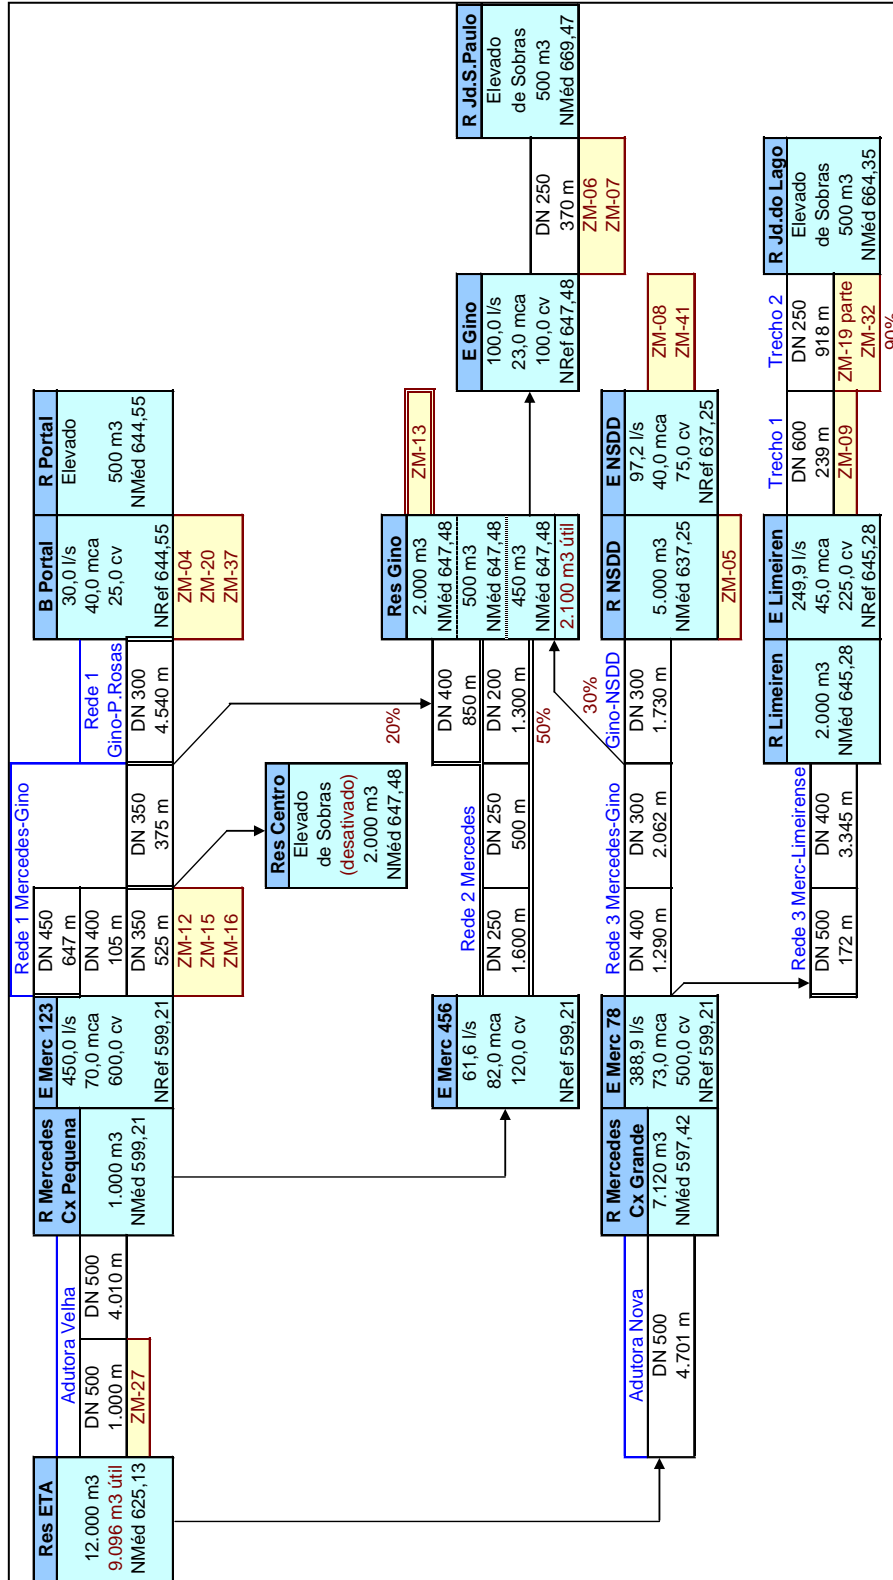 Res ETA
12.000 m3
9.096 m3 útil
NMéd 625,13
Adutora Velha
DN 500
1.000 m
DN 500
4.010 m
ZM-27
R Mercedes
Cx Pequena
1.000 m3
NMéd 599,21
E Merc 123
450,0 l/s
70,0 mca
600,0 cv
NRef 599,21
Rede 1 Mercedes-Gino
DN 450
647 m
DN 400
105 m
DN 350
525 m
ZM-12
ZM-15
ZM-16
DN 350
375 m
Rede 1
Gino-P.Rosas
DN 300
4.540 m
B Portal
30,0 l/s
40,0 mca
25,0 cv
NRef 644,55
R Portal
Elevado
500 m3
NMéd 644,55
ZM-04
ZM-20
ZM-37
Res Centro
Elevado
de Sobras
(desativado)
2.000 m3
NMéd 647,48
20%
DN 400
850 m
E Merc 456
61,6 l/s
82,0 mca
120,0 cv
NRef 599,21
Rede 2 Mercedes
DN 250
1.600 m
DN 250
500 m
DN 200
1.300 m
50%
Res Gino
2.000 m3
NMéd 647,48
500 m3
NMéd 647,48
450 m3
NMéd 647,48
2.100 m3 útil
ZM-13
E Gino
100,0 l/s
23,0 mca
100,0 cv
NRef 647,48
DN 250
370 m
ZM-06
ZM-07
R Jd.S.Paulo
Elevado
de Sobras
500 m3
NMéd 669,47
Adutora Nova
DN 500
4.701 m
R Mercedes
Cx Grande
7.120 m3
NMéd 597,42
E Merc 78
388,9 l/s
73,0 mca
500,0 cv
NRef 599,21
Rede 3 Mercedes-Gino
DN 400
1.290 m
DN 300
2.062 m
30%
Gino-NSDD
DN 300
1.730 m
R NSDD
5.000 m3
NMéd 637,25
E NSDD
97,2 l/s
40,0 mca
75,0 cv
NRef 637,25
ZM-05
ZM-08
ZM-41
Rede 3 Merc-Limeirense
DN 500
172 m
DN 400
3.345 m
R Limeiren
2.000 m3
NMéd 645,28
E Limeiren
249,9 l/s
45,0 mca
225,0 cv
NRef 645,28
Trecho 1
DN 600
239 m
ZM-09
Trecho 2
DN 250
918 m
ZM-19 parte
ZM-32
90%
R Jd.do Lago
Elevado
de Sobras
500 m3
NMéd 664,35